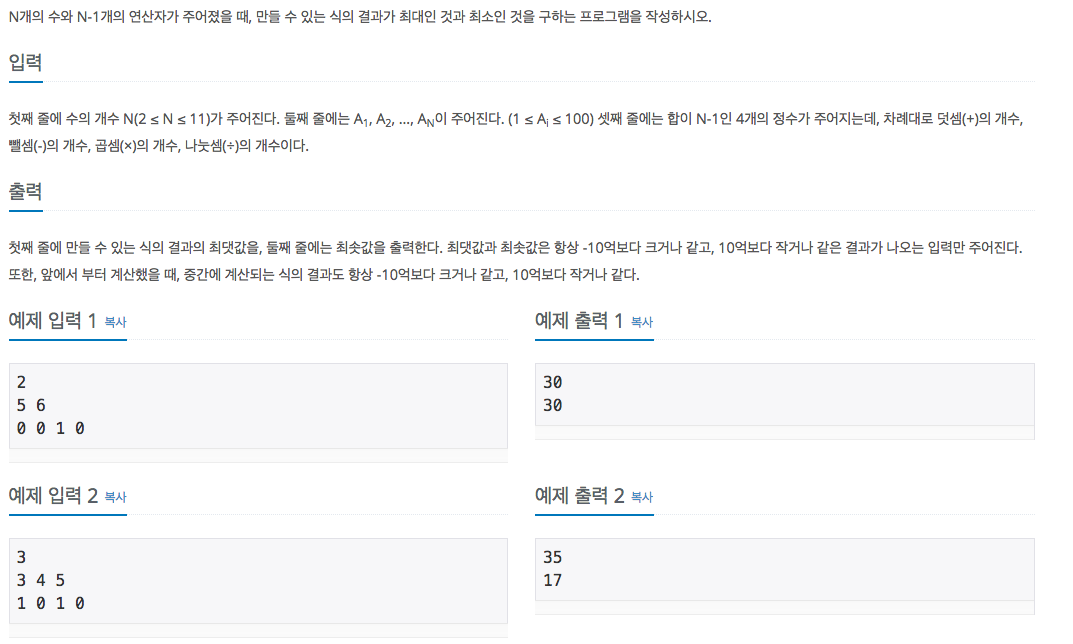 N개의 수와 N-1개의 연산자가 주어졌을 때, 만들 수 있는 식의 결과가 최대인 것과 최소인 것을 구하는 프로그램을 작성하시오.
입력
첫째 줄에 수의 개수 N(2 ≤ N ≤ 11)가 주어진다. 둘째 줄에는 A1, A2, ..., AN이 주어진다. (1 ≤ Ai ≤ 100) 셋째 줄에는 합이 N-1인 4개의 정수가 주어지는데, 차례대로 덧셈(+)의 개수,
뺄셈(-)의 개수, 곱셈(×)의 개수, 나눗셈(÷)의 개수이다.
출력
첫째 줄에 만들 수 있는 식의 결과의 최댓값을, 둘째 줄에는 최솟값을 출력한다. 최댓값과 최솟값은 항상 -10억보다 크거나 같고, 10억보다 작거나 같은 결과가 나오는 입력만 주어진다.
또한, 앞에서 부터 계산했을 때, 중간에 계산되는 식의 결과도 항상 -10억보다 크거나 같고, 10억보다 작거나 같다.
예제 입력 1 복사
2
5 6
0 0 1 0
예제 출력 1 복사
30
30
예제 입력 2 복사
3
3 4 5
1 0 1 0
예제 출력 2 복사
35
17